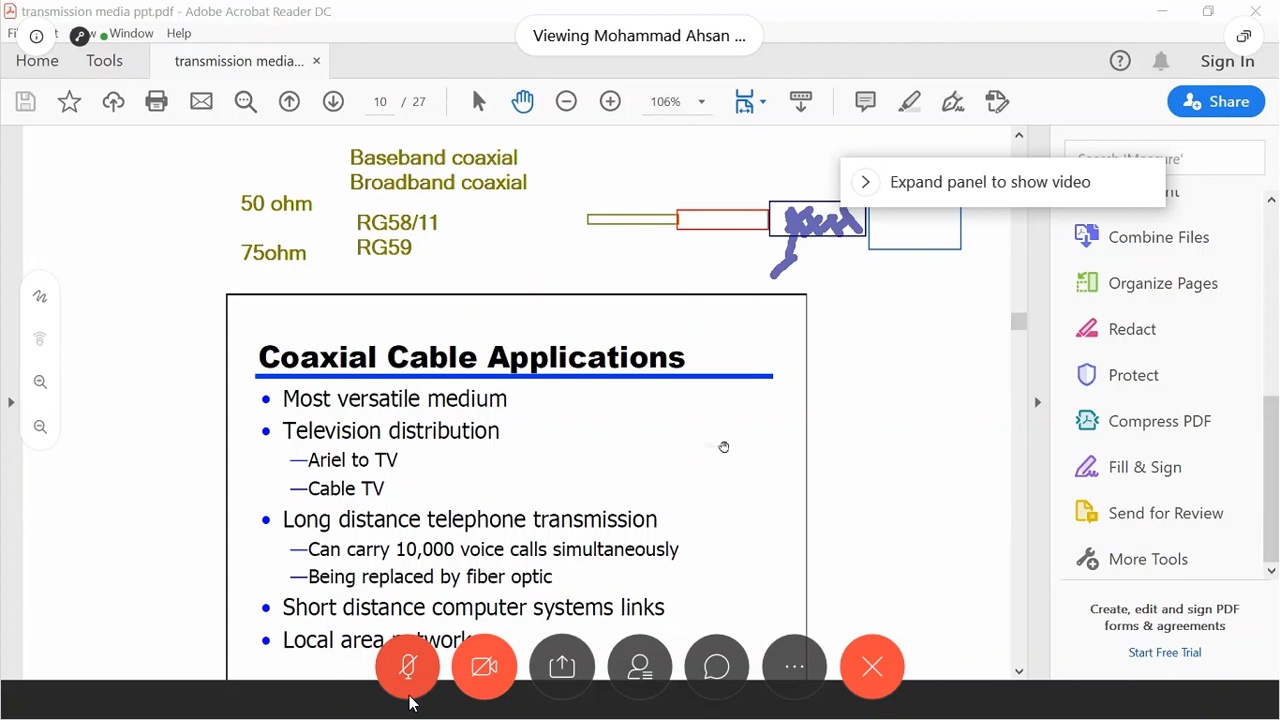 transmission media ppt.pdf - Adobe Acrobat Reader DC
Window Help
Viewing Mohammad Ahsan ...
Home Tools transmission media... × Sign In
10 / 27 106% Share
Baseband coaxial
Broadband coaxial
50 ohm
RG58/11
75ohm
RG59
Expand panel to show video
Coaxial Cable Applications
• Most versatile medium
• Television distribution
—Ariel to TV
—Cable TV
• Long distance telephone transmission
—Can carry 10,000 voice calls simultaneously
—Being replaced by fiber optic
• Short distance computer systems links
• Local area network
Combine Files
Organize Pages
Redact
Protect
Compress PDF
Fill & Sign
Send for Review
More Tools
Create, edit and sign PDF
forms & agreements
Start Free Trial